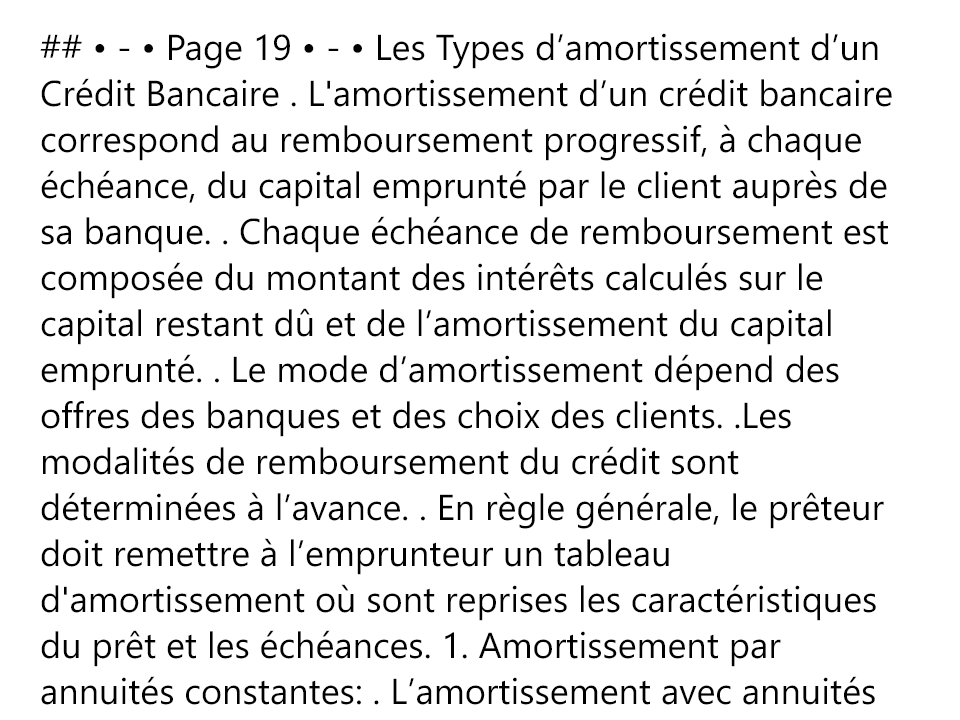 ## • - • Page 19 • - • Les Types d’amortissement d’un
Crédit Bancaire . L'amortissement d’un crédit bancaire
correspond au remboursement progressif, à chaque
échéance, du capital emprunté par le client auprès de
sa banque. . Chaque échéance de remboursement est
composée du montant des intérêts calculés sur le
capital restant dû et de l’amortissement du capital
emprunté. . Le mode d’amortissement dépend des
offres des banques et des choix des clients. .Les
modalités de remboursement du crédit sont
déterminées à l’avance. . En règle générale, le prêteur
doit remettre à l’emprunteur un tableau
d'amortissement où sont reprises les caractéristiques
du prêt et les échéances. 1. Amortissement par
annuités constantes: . L’amortissement avec annuités